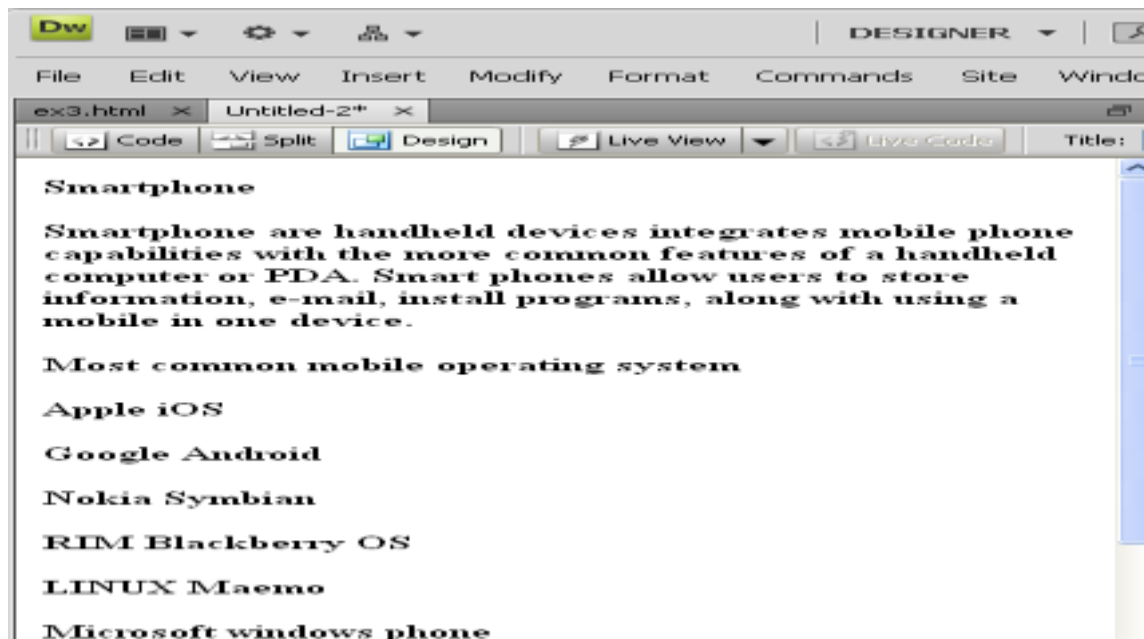 Dw DESIGNER
File Edit View Insert Modify Format Commands Site Windo
ex3.html Untitled-2*
Code Split Design Live View Live Code Title:
Smartphone
Smartphone are handheld devices integrates mobile phone
capabilities with the more common features of a handheld
computer or PDA. Smart phones allow users to store
information, e-mail, install programs, along with using a
mobile in one device.
Most common mobile operating system
Apple iOS
Google Android
Nokia Symbian
RIM Blackberry OS
LINUX Maemo
Microsoft windows phone